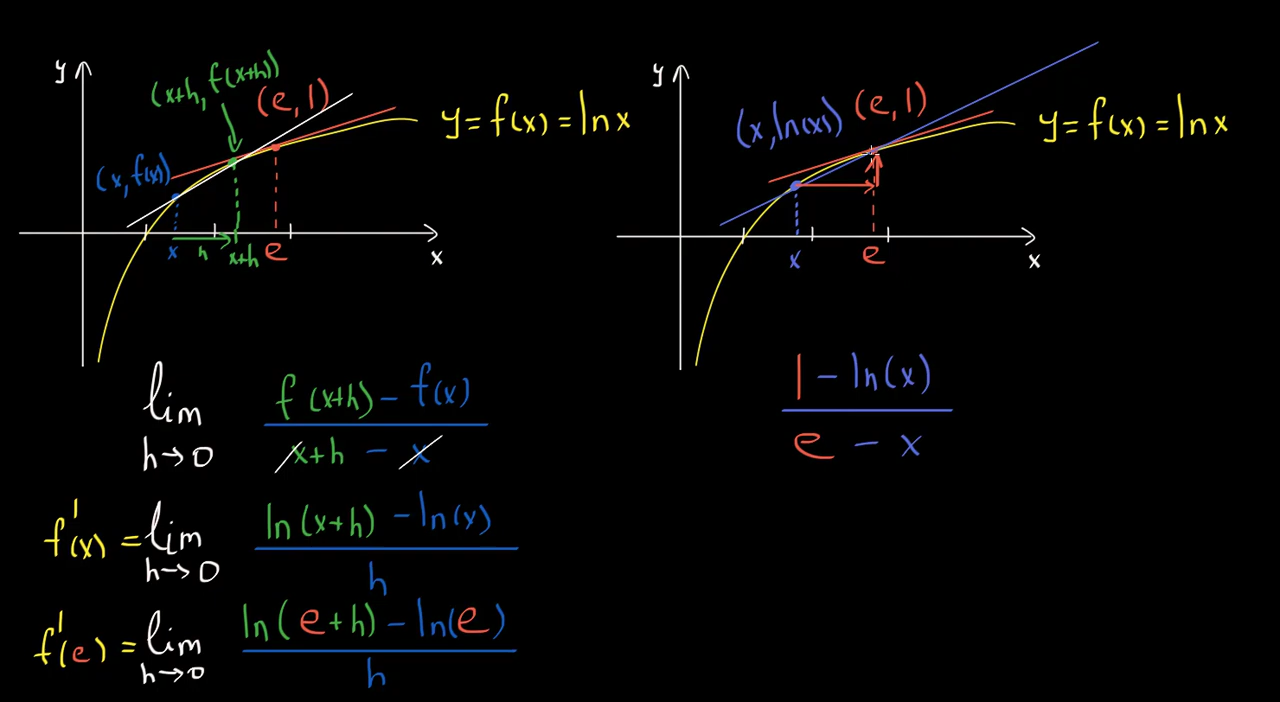 y
(x+h, f(x+h))
(e, 1)
y = f(x) = ln x
(x, f(x))
x
h
x+h
e
x
lim h→0 f(x+h) - f(x)
x+h - x
f'(x) = lim h→0 ln(x+h) - ln(x)
h
f'(e) = lim h→0 ln(e+h) - ln(e)
h
y
(x, ln(x))
(e, 1)
y = f(x) = ln x
x
e
x
1 - ln(x)
e - x